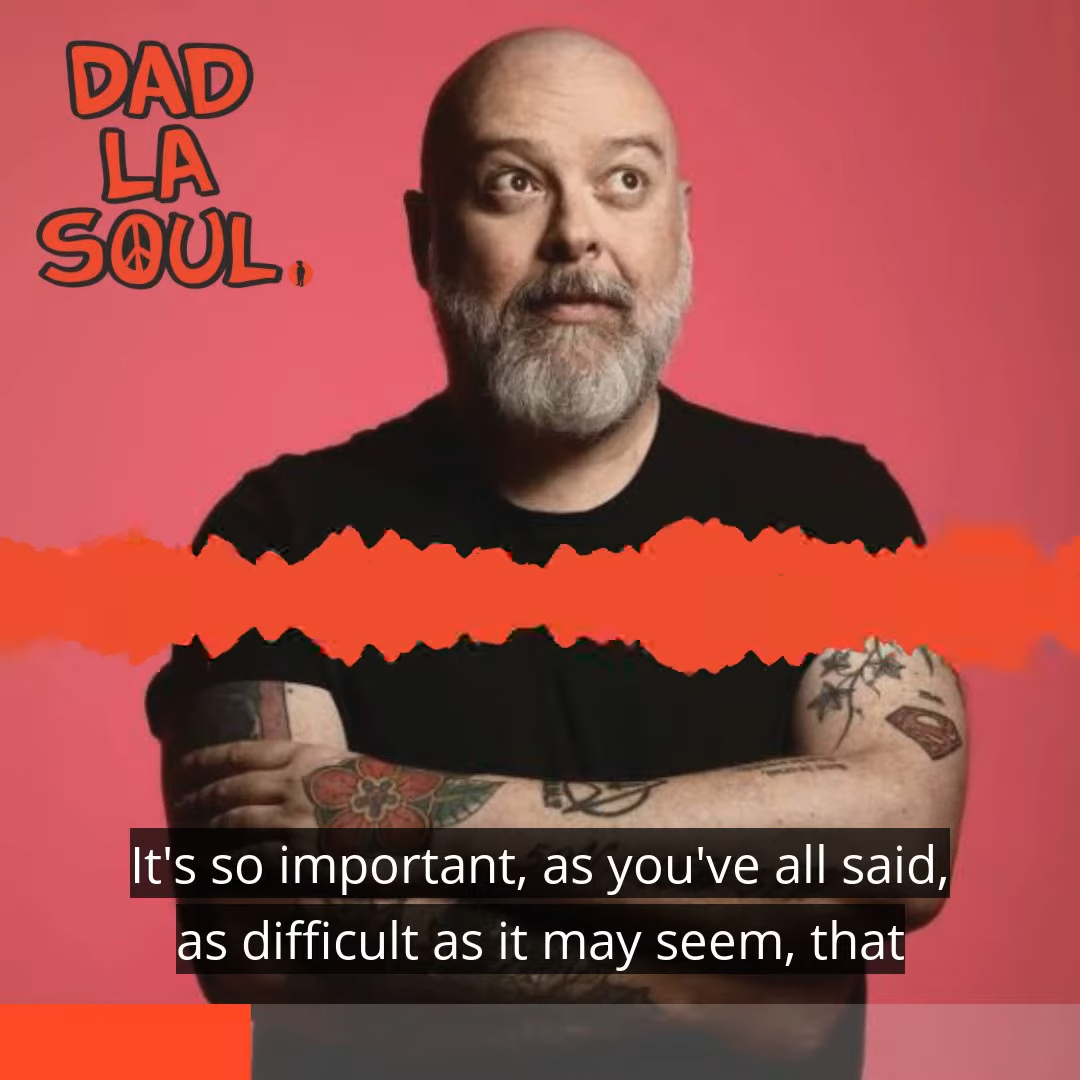 DAD
LA
SOUL.
It's so important, as you've all said,
as difficult as it may seem, that